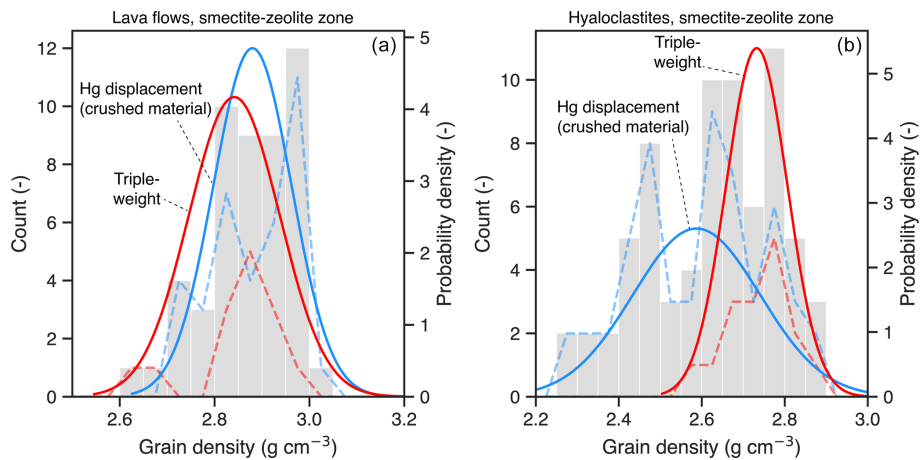 Lava flows, smectite-zeolite zone
(a)
Hg displacement
(crushed material)
Triple-
weight
Count (-)
12
10
8
6
4
2
0
Probability density (-)
5
4
3
2
1
0
2.6 2.8 3.0 3.2
Grain density (g cm⁻³)
Hyaloclastites, smectite-zeolite zone
(b)
Triple-
weight
Hg displacement
(crushed material)
Count (-)
10
8
6
4
2
0
Probability density (-)
5
4
3
2
1
0
2.2 2.4 2.6 2.8 3.0
Grain density (g cm⁻³)